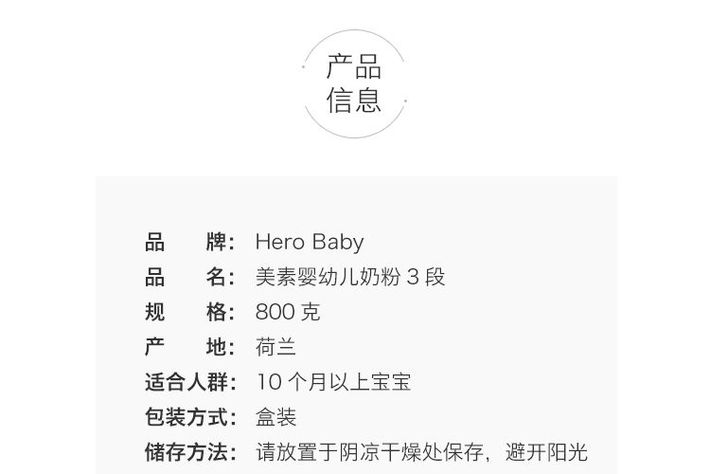 产品
信息
品 牌： Hero Baby
品 名： 美素婴幼儿奶粉 3 段
规 格： 800 克
产 地： 荷兰
适合人群： 10 个月以上宝宝
包装方式： 盒装
储存方法： 请放置于阴凉干燥处保存，避开阳光